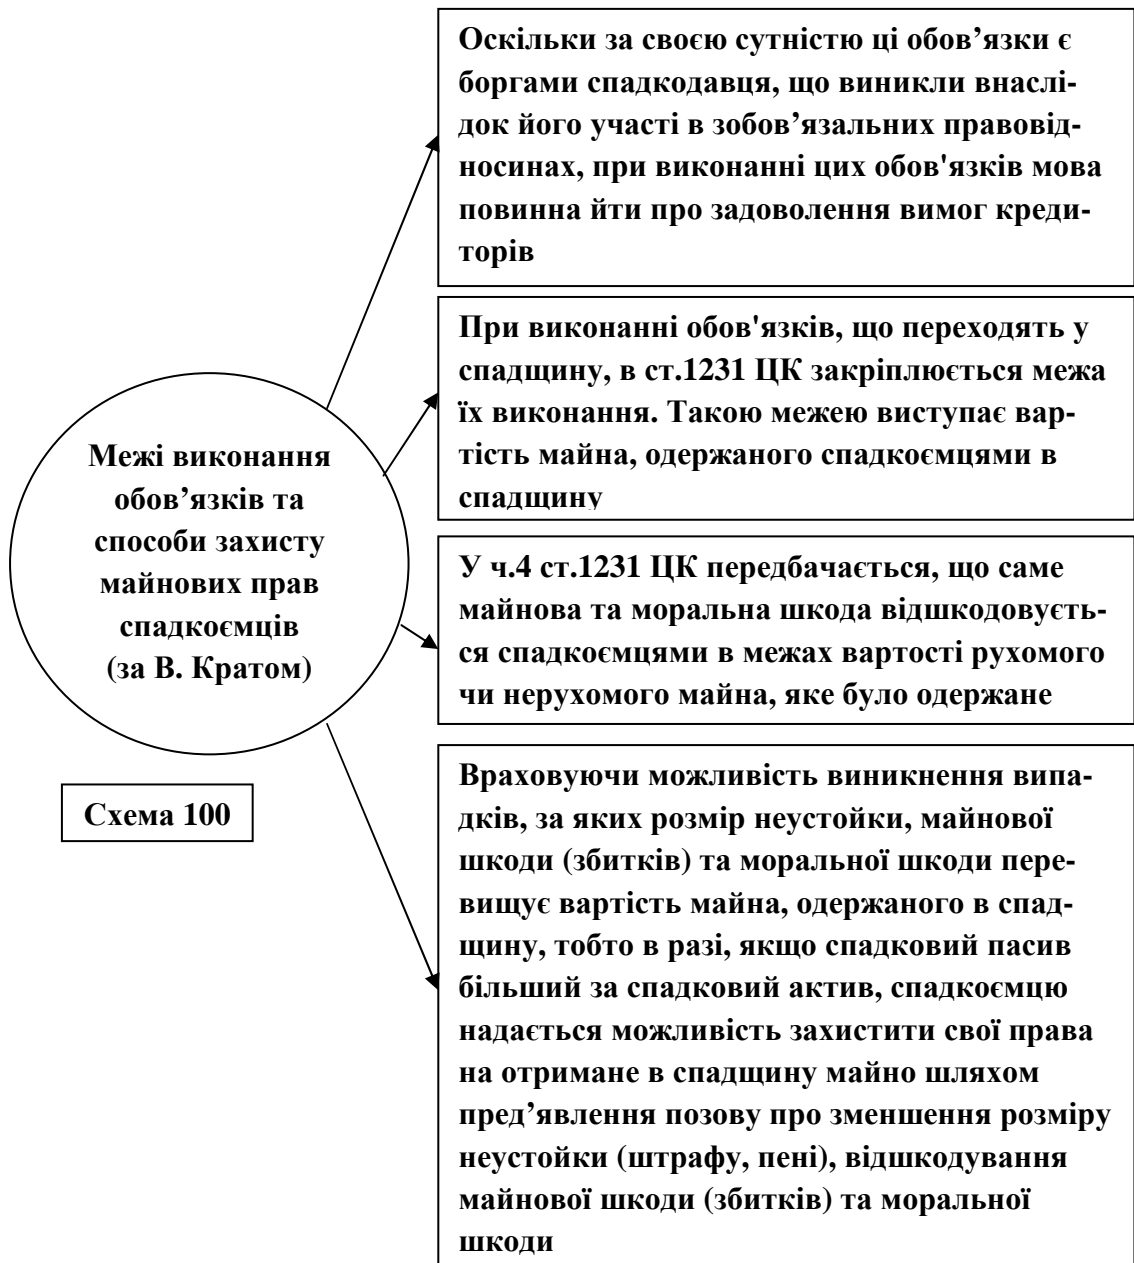 Оскільки за своєю сутністю ці обов’язки є
боргами спадкодавця, що виникли внаслі-
док його участі в зобов’язальних правовід-
носинах, при виконанні цих обов'язків мова
повинна йти про задоволення вимог креди-
торів
При виконанні обов'язків, що переходять у
спадщину, в ст.1231 ЦК закріплюється межа
їх виконання. Такою межею виступає вар-
тість майна, одержаного спадкоємцями в
спадщину
Межі виконання
обов’язків та
способи захисту
майнових прав
спадкоємців
(за В. Кратом)
У ч.4 ст.1231 ЦК передбачається, що саме
майнова та моральна шкода відшкодовуєть-
ся спадкоємцями в межах вартості рухомого
чи нерухомого майна, яке було одержане
Схема 100
Враховуючи можливість виникнення випа-
дків, за яких розмір неустойки, майнової
шкоди (збитків) та моральної шкоди пере-
вищує вартість майна, одержаного в спад-
щину, тобто в разі, якщо спадковий пасив
більший за спадковий актив, спадкоємцю
надається можливість захистити свої права
на отримане в спадщину майно шляхом
пред’явлення позову про зменшення розміру
неустойки (штрафу, пені), відшкодування
майнової шкоди (збитків) та моральної
шкоди